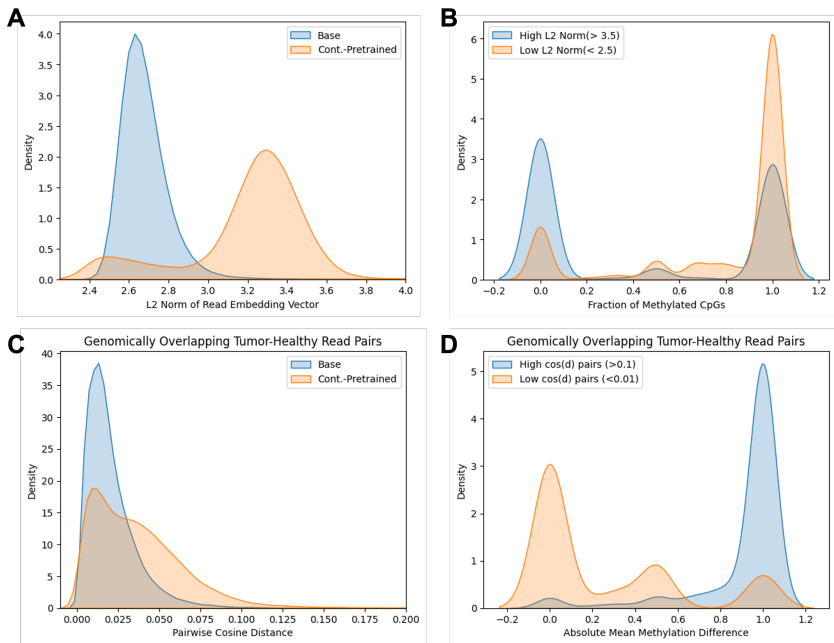 A
Base
Cont.-Pretrained
4.0
3.5
3.0
2.5
2.0
1.5
1.0
0.5
0.0
Density
2.4 2.6 2.8 3.0 3.2 3.4 3.6 3.8 4.0
L2 Norm of Read Embedding Vector
B
High L2 Norm(> 3.5)
Low L2 Norm(< 2.5)
6
5
4
3
2
1
0
Density
−0.2 0.0 0.2 0.4 0.6 0.8 1.0 1.2
Fraction of Methylated CpGs
C
Genomically Overlapping Tumor-Healthy Read Pairs
Base
Cont.-Pretrained
40
35
30
25
20
15
10
5
0
Density
0.000 0.025 0.050 0.075 0.100 0.125 0.150 0.175 0.200
Pairwise Cosine Distance
D
Genomically Overlapping Tumor-Healthy Read Pairs
High cos(d) pairs (>0.1)
Low cos(d) pairs (<0.01)
5
4
3
2
1
0
Density
−0.2 0.0 0.2 0.4 0.6 0.8 1.0 1.2
Absolute Mean Methylation Difference